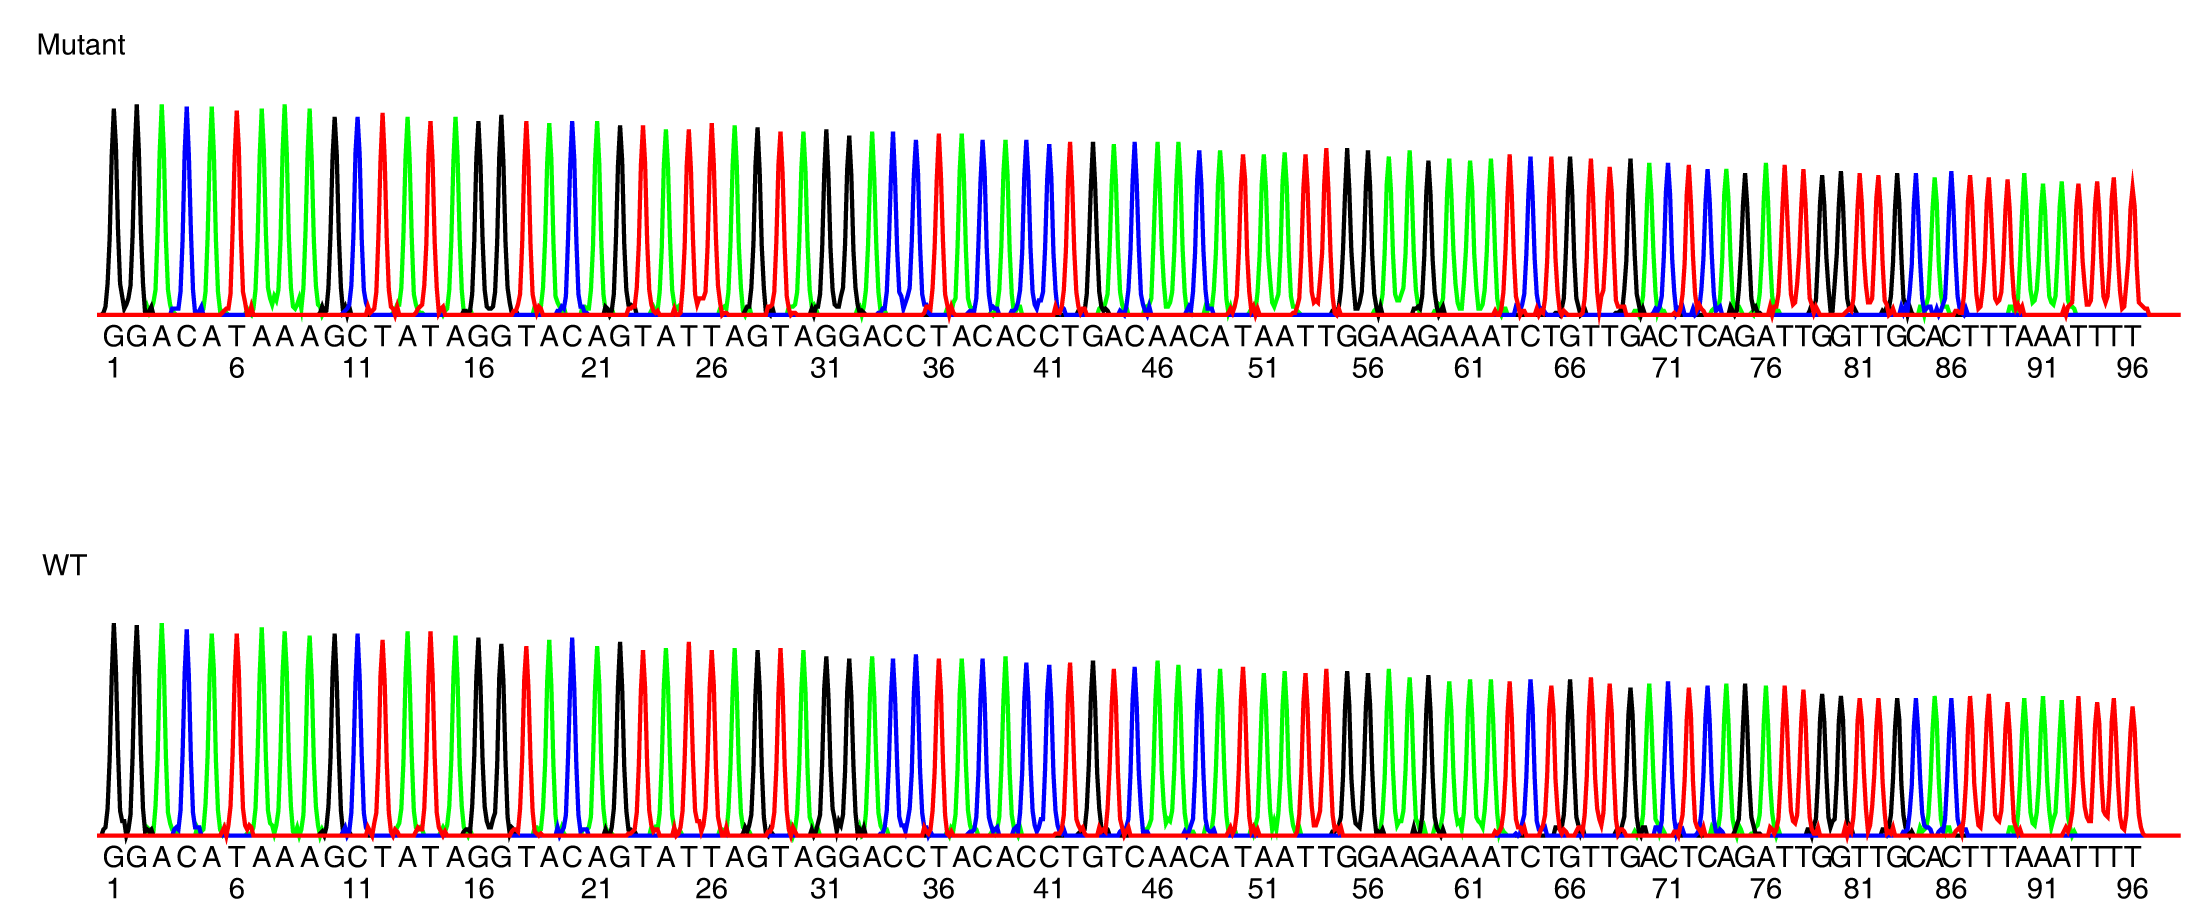 Mutant
GGACATAAAGCTATAGGTACAGTATTAGTAGGACCTACACCTGACAACATAATTGGAAGAAATCTGTTGACTCAGATTGGTTGCACTTTAAATTTT
1 6 11 16 21 26 31 36 41 46 51 56 61 66 71 76 81 86 91 96
WT
GGACATAAAGCTATAGGTACAGTATTAGTAGGACCTACACCTGTCAACATAATTGGAAGAAATCTGTTGACTCAGATTGGTTGCACTTTAAATTTT
1 6 11 16 21 26 31 36 41 46 51 56 61 66 71 76 81 86 91 96